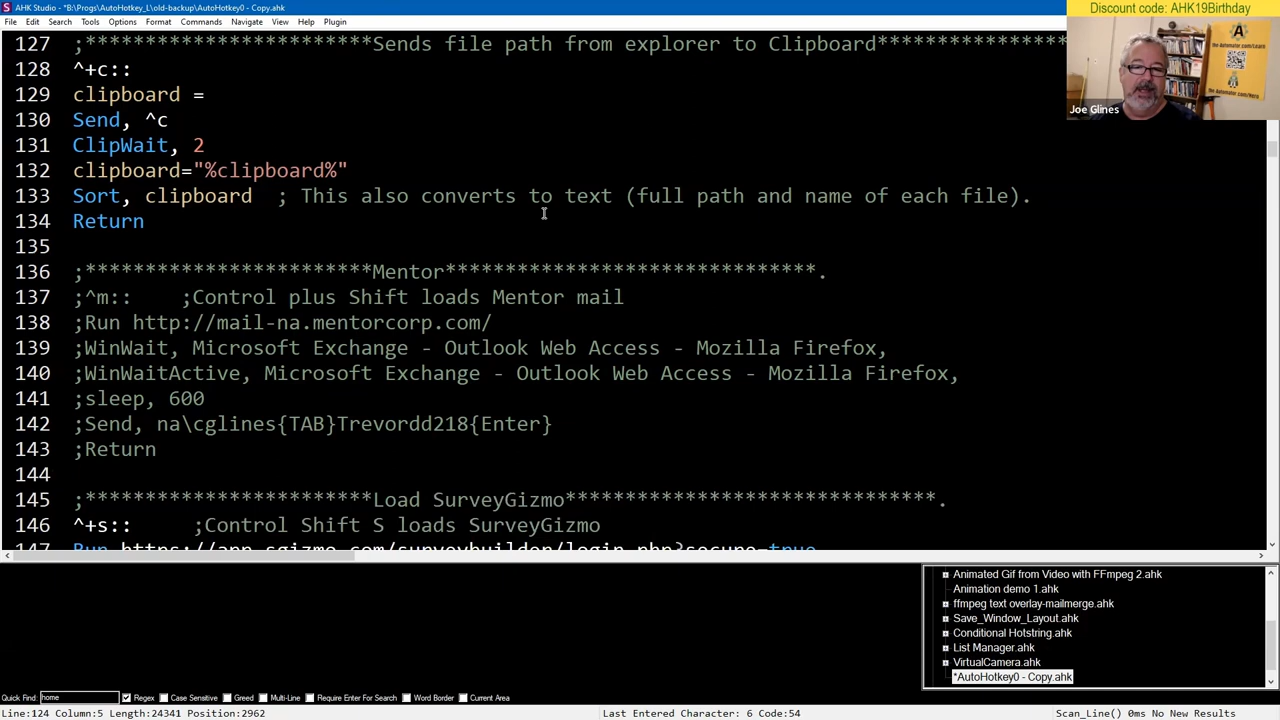 AHK Studio - *B:\Progs\AutoHotkey_L\old-backup\AutoHotkey0 - Copy.ahk
File Edit Search Tools Options Format Commands Navigate View Help Plugin
Discount code: AHK19Birthday
Joe Glines
127 ;************************Sends file path from explorer to Clipboard****************
128 ^+c::
129 clipboard =
130 Send, ^c
131 ClipWait, 2
132 clipboard="%clipboard%"
133 Sort, clipboard  ; This also converts to text (full path and name of each file).
134 Return
135
136 ;************************Mentor*******************************.
137 ;^m::    ;Control plus Shift loads Mentor mail
138 ;Run http://mail-na.mentorcorp.com/
139 ;WinWait, Microsoft Exchange - Outlook Web Access - Mozilla Firefox,
140 ;WinWaitActive, Microsoft Exchange - Outlook Web Access - Mozilla Firefox,
141 ;sleep, 600
142 ;Send, na\cglines{TAB}Trevordd218{Enter}
143 ;Return
144
145 ;************************Load SurveyGizmo*******************************.
146 ^+s::     ;Control Shift S loads SurveyGizmo
147 Run https://app.sgizmo.com/surveybuilder/login.php?secure=true
Animated Gif from Video with FFmpeg 2.ahk
Animation demo 1.ahk
ffmpeg text overlay-mailmerge.ahk
Save_Window_Layout.ahk
Conditional Hotstring.ahk
List Manager.ahk
VirtualCamera.ahk
*AutoHotkey0 - Copy.ahk
Quick Find: home Regex Case Sensitive Greed Multi-Line Require Enter For Search Word Border Current Area
Line:124 Column:5 Length:24341 Position:2962 Last Entered Character: 6 Code:54 Scan_Line() 0ms No New Results